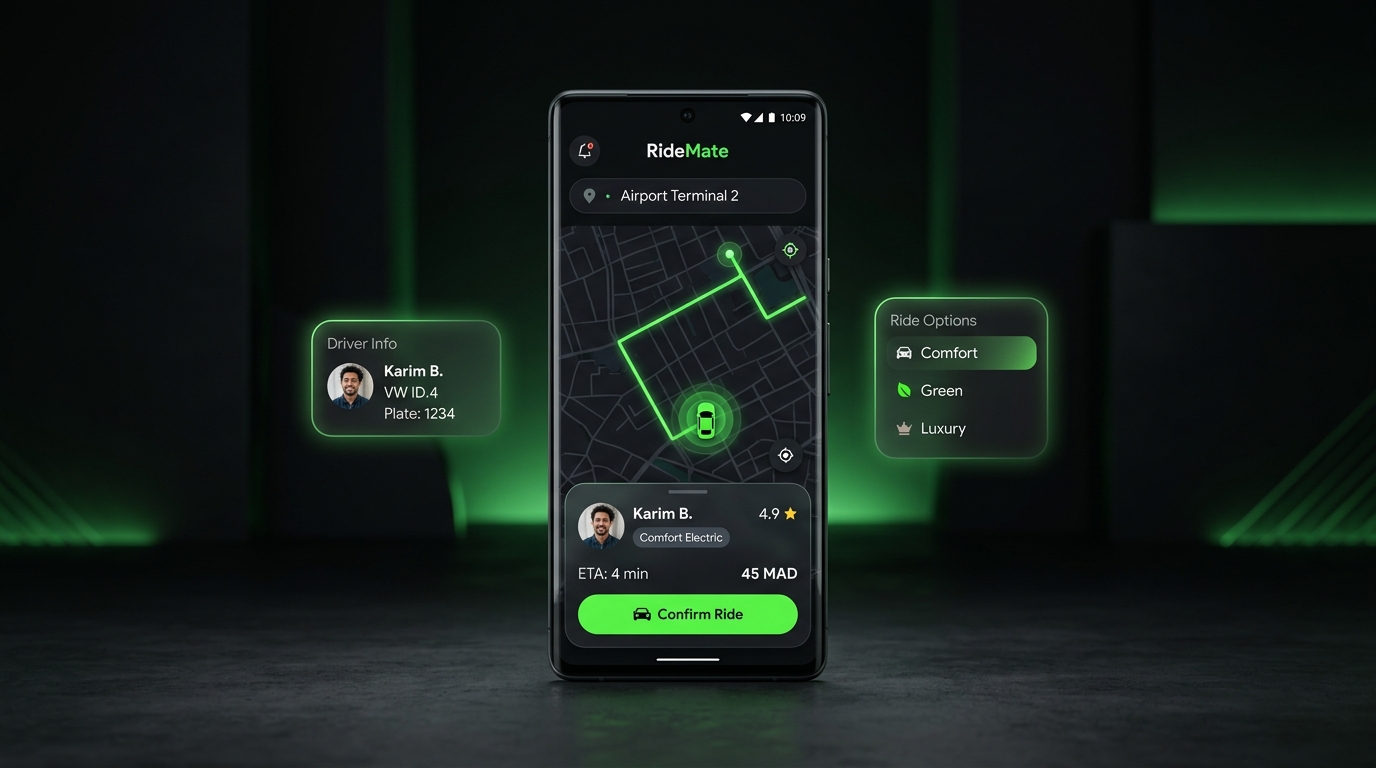 10:09
RideMate
Airport Terminal 2
Driver Info
Karim B.
VW ID.4
Plate: 1234
Ride Options
Comfort
Green
Luxury
Karim B.
4.9
Comfort Electric
ETA: 4 min
45 MAD
Confirm Ride